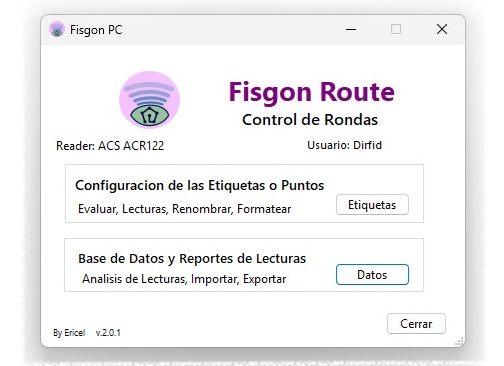 Fisgon PC
Fisgon Route
Control de Rondas
Reader: ACS ACR122
Usuario: Dirfid
Configuracion de las Etiquetas o Puntos
Evaluar, Lecturas, Renombrar, Formatear
Etiquetas
Base de Datos y Reportes de Lecturas
Analisis de Lecturas, Importar, Exportar
Datos
Cerrar
By Ericel v.2.0.1